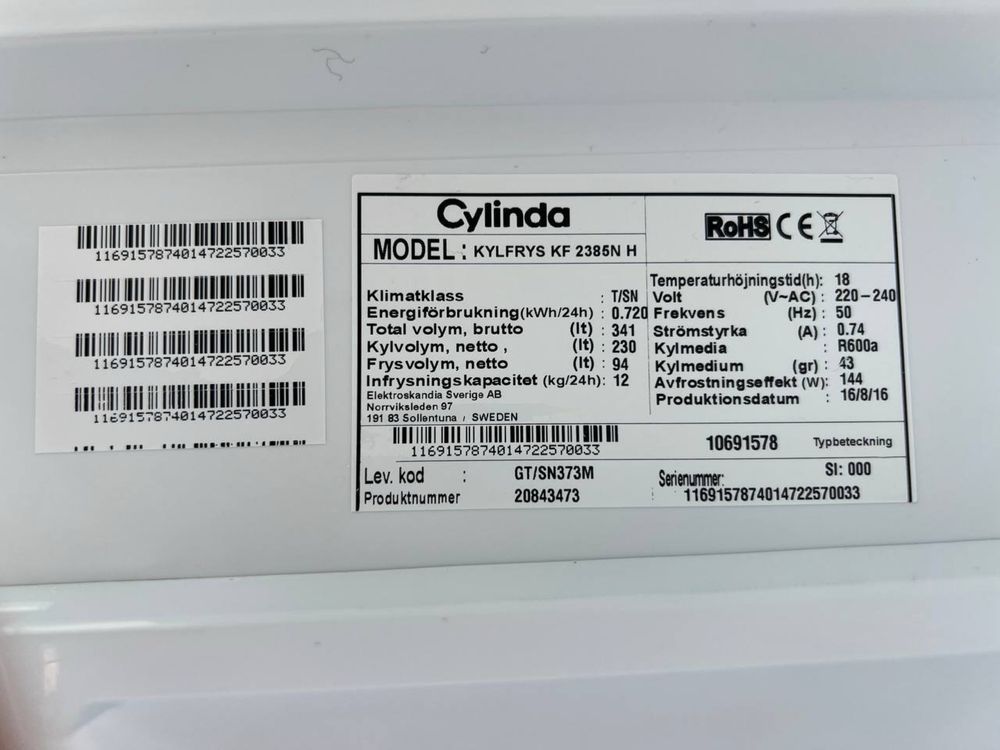 1169157874014722570033
1169157874014722570033
1169157874014722570033
1169157874014722570033
Cylinda
RoHS CE
MODEL : KYLFRYS KF 2385N H
Klimatklass : T/SN
Energiförbrukning(kWh/24h) : 0.720
Total volym, brutto (lt) : 341
Kylvolym, netto , (lt) : 230
Frysvolym, netto (lt) : 94
Infrysningskapacitet (kg/24h): 12
Elektroskandia Sverige AB
Norrviksleden 97
191 83 Sollentuna / SWEDEN
Temperaturhöjningstid(h): 18
Volt (V~AC) : 220-240
Frekvens (Hz) : 50
Strömstyrka (A) : 0.74
Kylmedia : R600a
Kylmedium (gr) : 43
Avfrostningseffekt (W): 144
Produktionsdatum : 16/8/16
1169157874014722570033
10691578 Typbeteckning
Lev. kod : GT/SN373M
Produktnummer 20843473
SI: 000
Serienummer:
: 1169157874014722570033